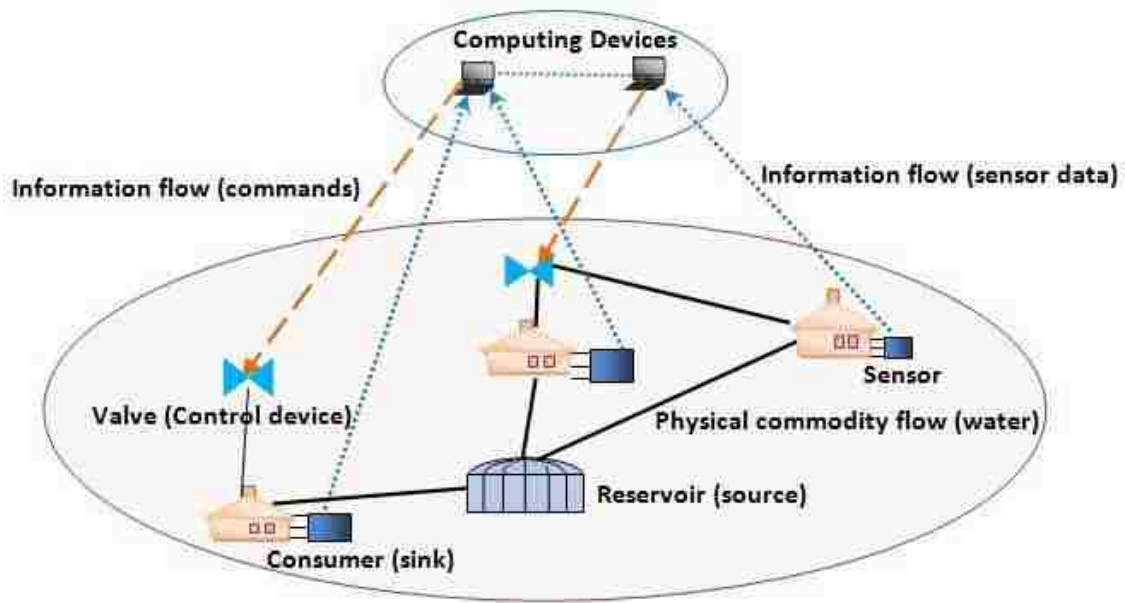 Computing Devices
Information flow (commands)
Information flow (sensor data)
Sensor
Valve (Control device)
Physical commodity flow (water)
Reservoir (source)
Consumer (sink)